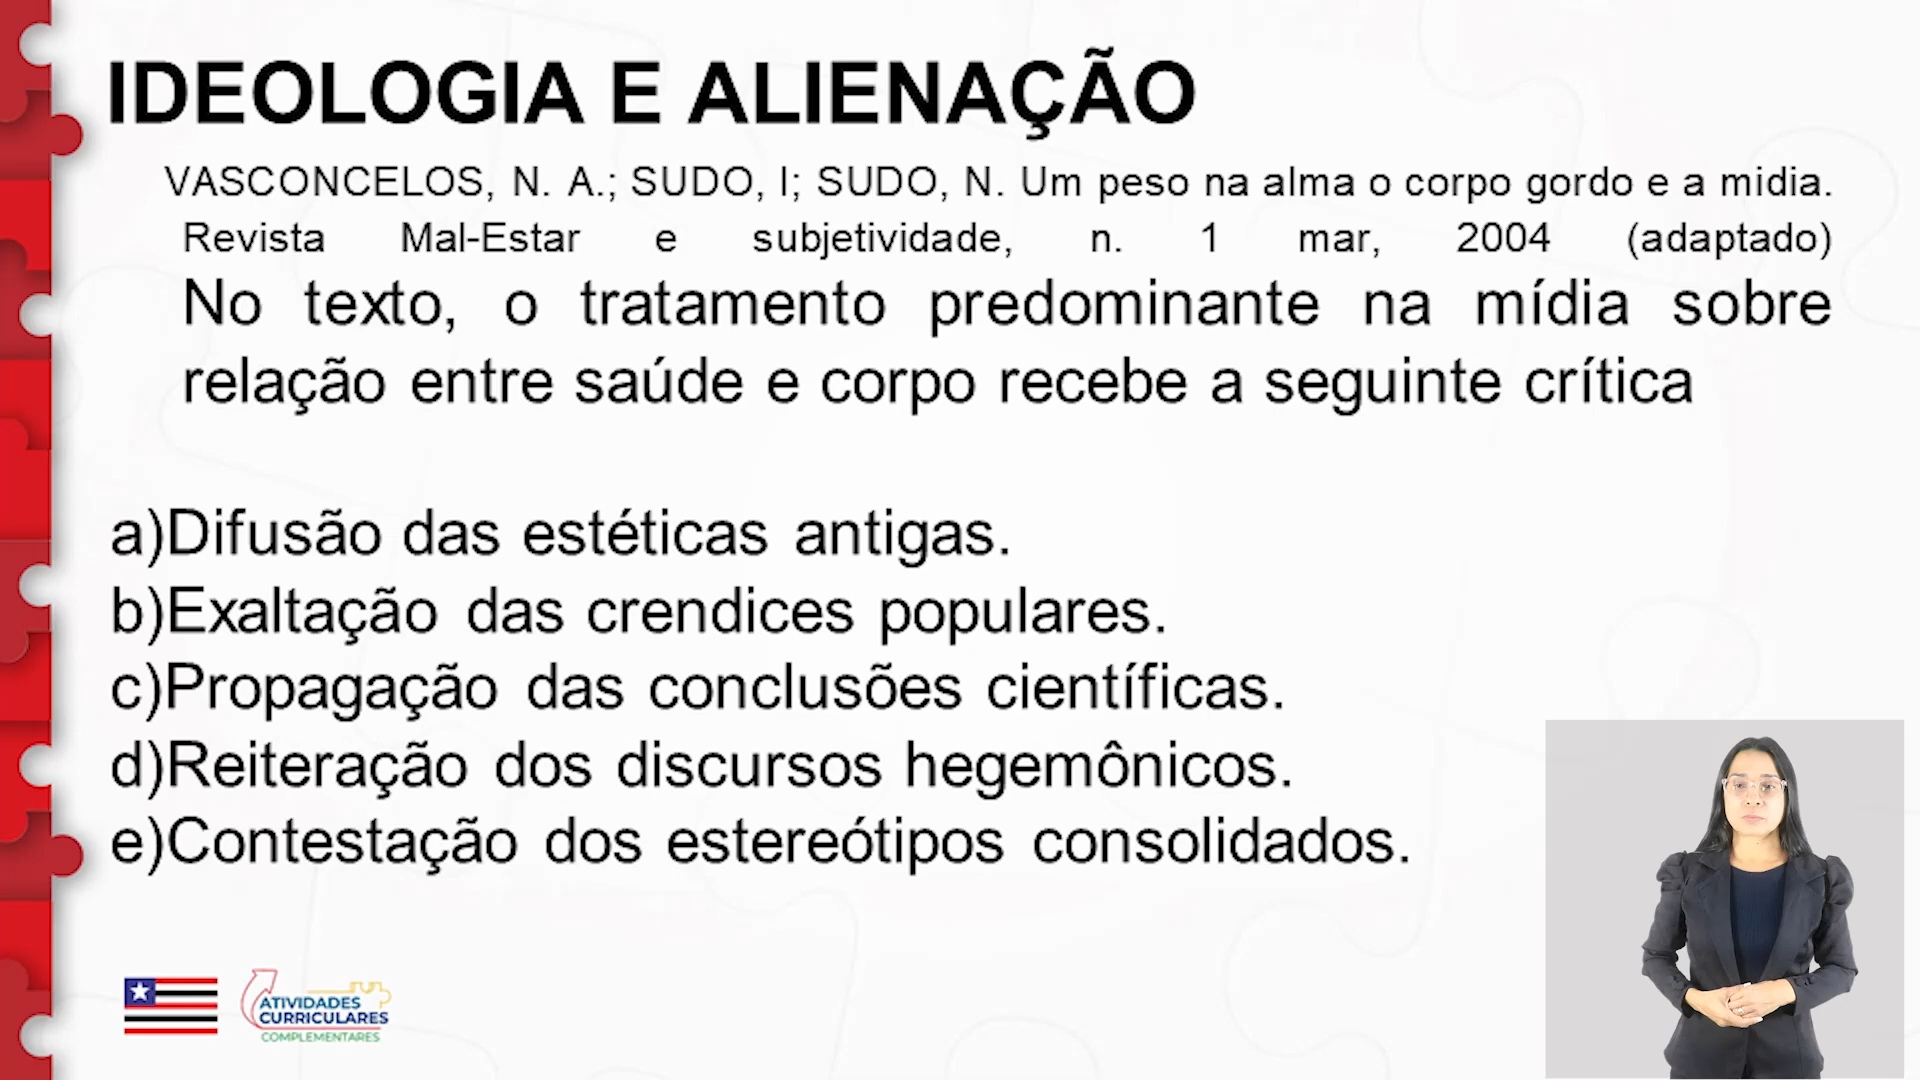 IDEOLOGIA E ALIENAÇÃO
VASCONCELOS, N. A.; SUDO, I; SUDO, N. Um peso na alma o corpo gordo e a midia.
Revista Mal-Estar e subjetividade, n. 1 mar, 2004 (adaptado)
No texto, o tratamento predominante na mídia sobre
relação entre saúde e corpo recebe a seguinte crítica
a)Difusão das estéticas antigas.
b)Exaltação das crendices populares.
c)Propagação das conclusões científicas.
d)Reiteração dos discursos hegemônicos.
e)Contestação dos estereótipos consolidados.
ATIVIDADES
CURRICULARES
COMPLEMENTARES